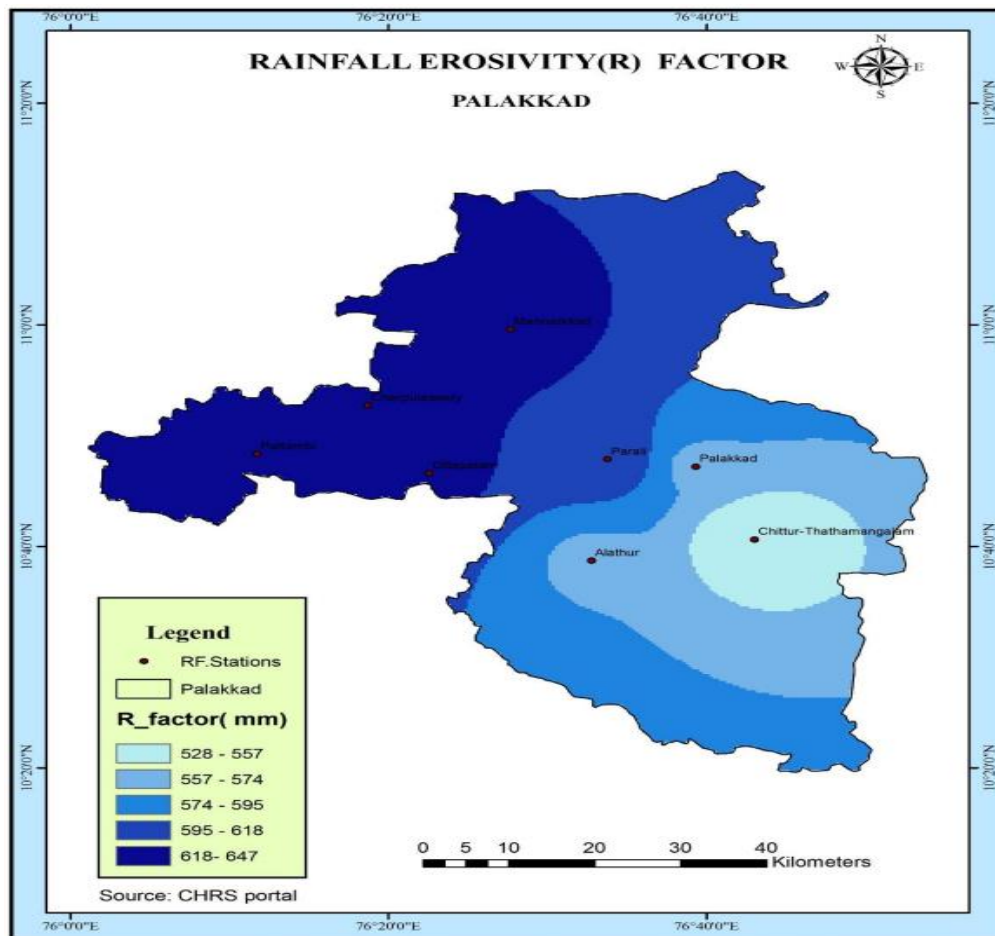 76°0'0"E 76°20'0"E 76°40'0"E
RAINFALL EROSIVITY(R) FACTOR
PALAKKAD
N
W E
S
11°20'0"N 11°20'0"N
11°0'0"N 11°0'0"N
Pattambi
Parali
Palakkad
Chittur-Thathamangalam
Alathur
10°40'0"N 10°40'0"N
Legend
RF.Stations
Palakkad
R_factor( mm)
528 - 557
557 - 574
574 - 595
595 - 618
618- 647
10°20'0"N 10°20'0"N
0 5 10 20 30 40
Kilometers
Source: CHRS portal
76°0'0"E 76°20'0"E 76°40'0"E